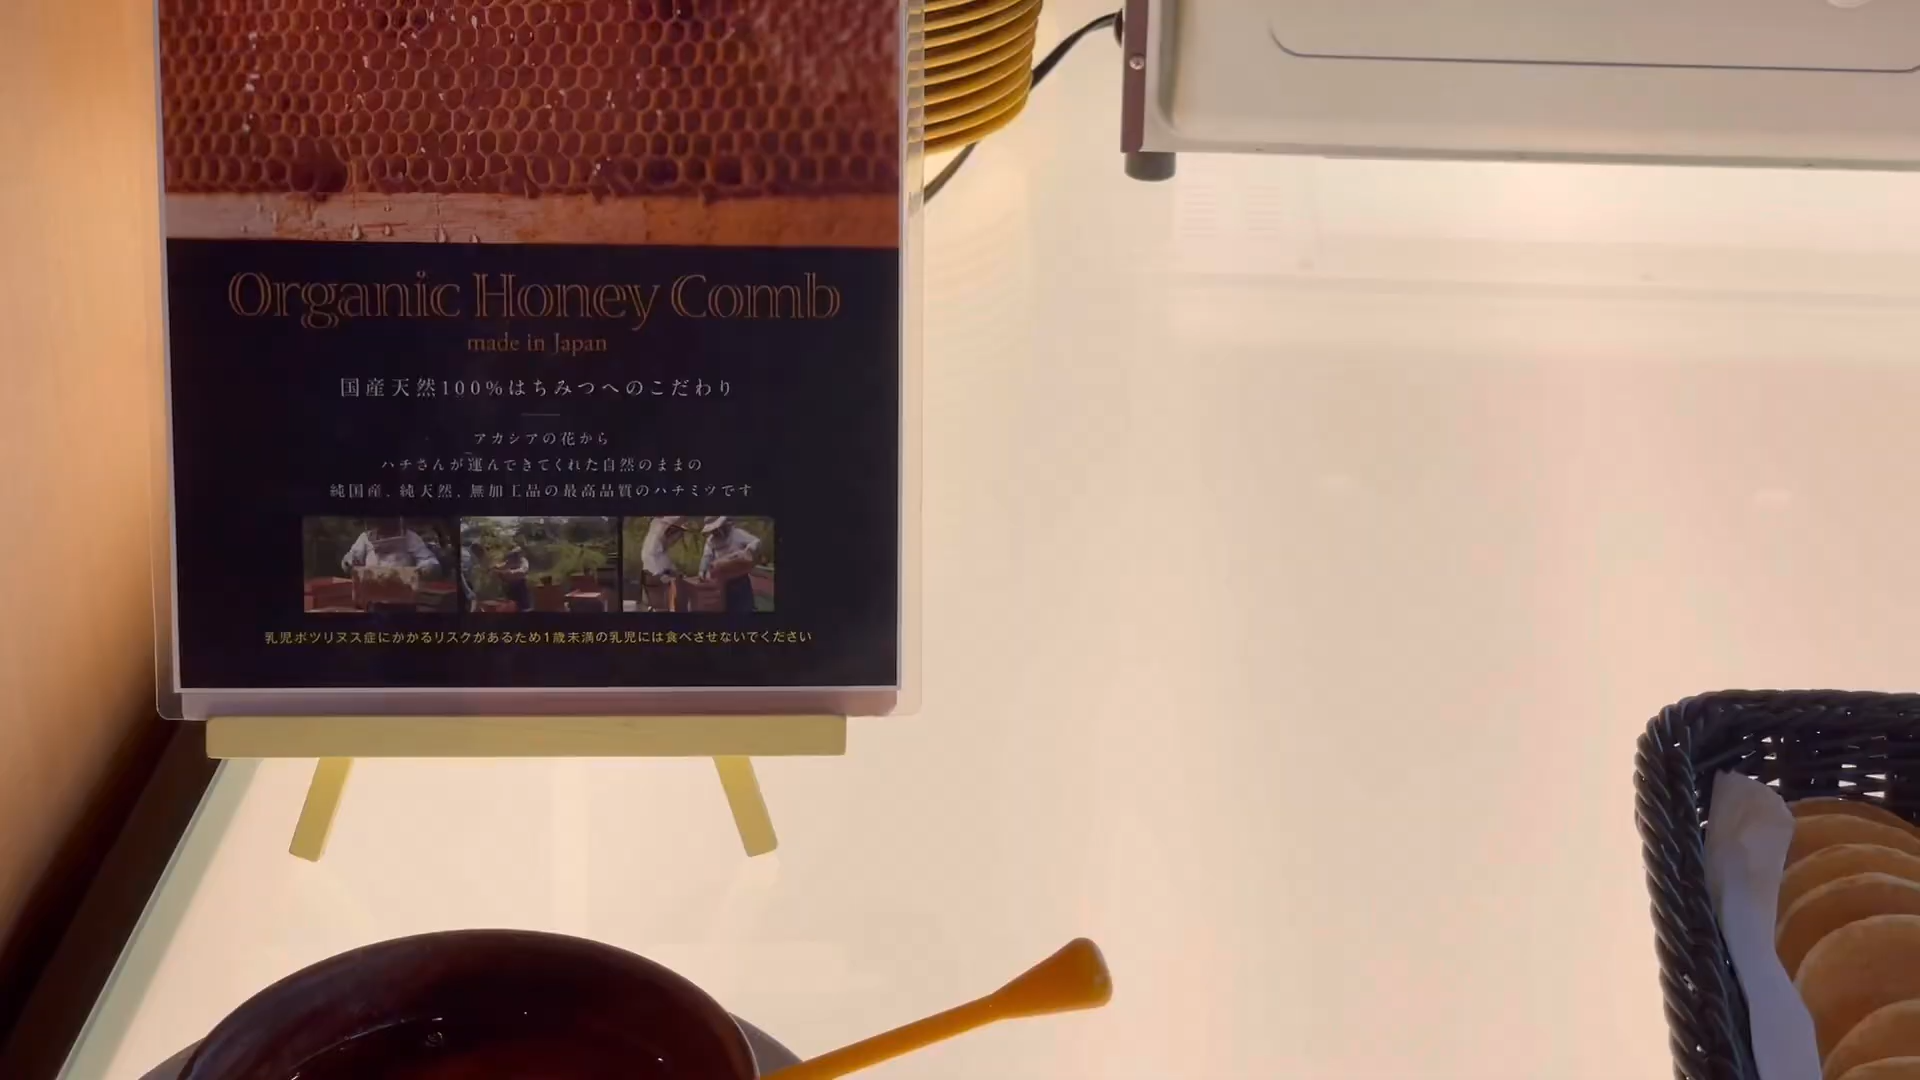 Organic Honey Comb
made in Japan
国産天然100%はちみつへのこだわり
アカシアの花から
ハチさんが運んできてくれた自然のままの
純国産、純天然、無加工品の最高品質のハチミツです
乳児ボツリヌス症にかかるリスクがあるため1歳未満の乳児には食べさせないでください